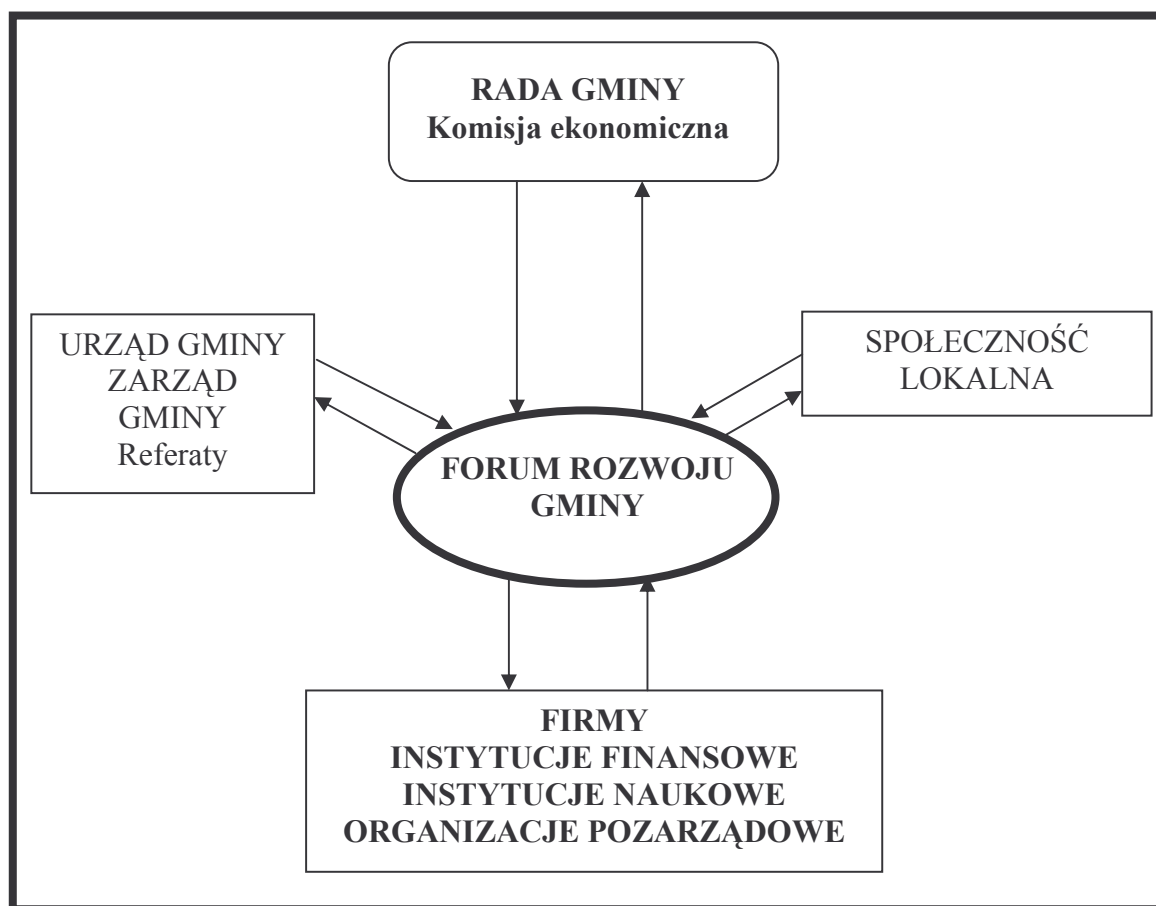 RADA GMINY
Komisja ekonomiczna
URZĄD GMINY
ZARZĄD
GMINY
Referaty
SPOŁECZNOŚĆ
LOKALNA
FORUM ROZWOJU
GMINY
FIRMY
INSTYTUCJE FINANSOWE
INSTYTUCJE NAUKOWE
ORGANIZACJE POZARZĄDOWE